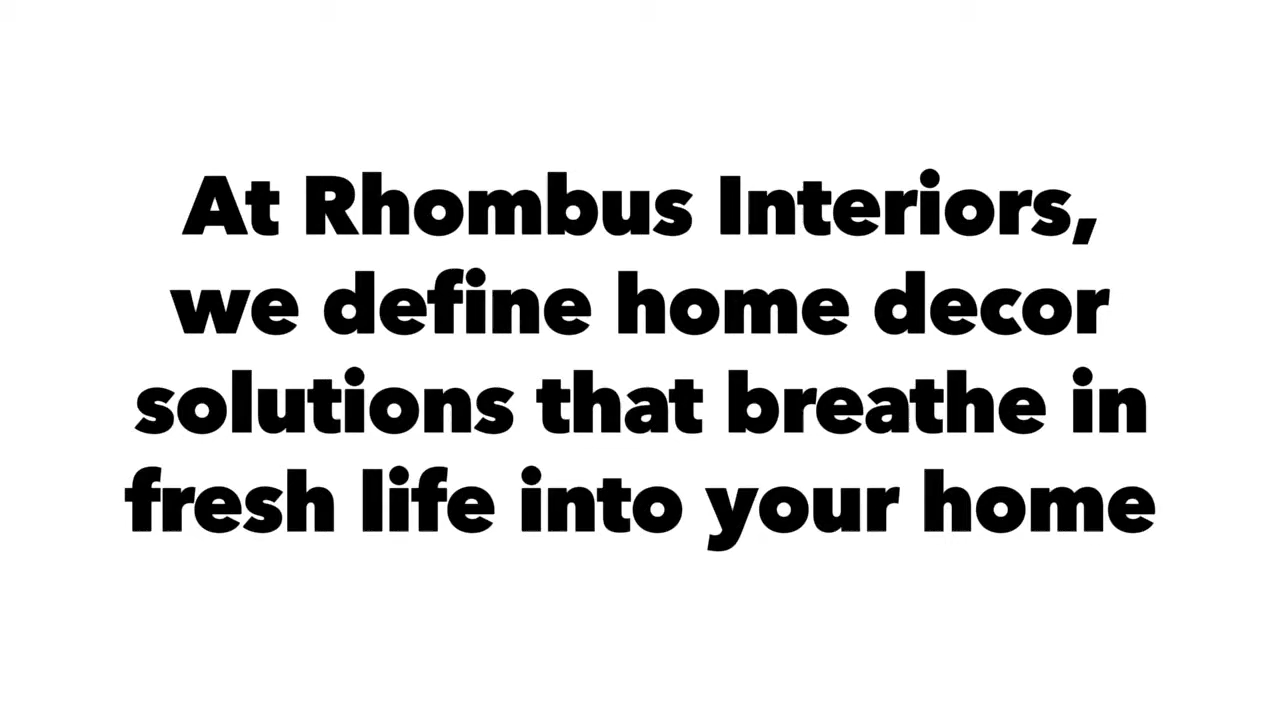 At Rhombus Interiors,
we define home decor
solutions that breathe in
fresh life into your home